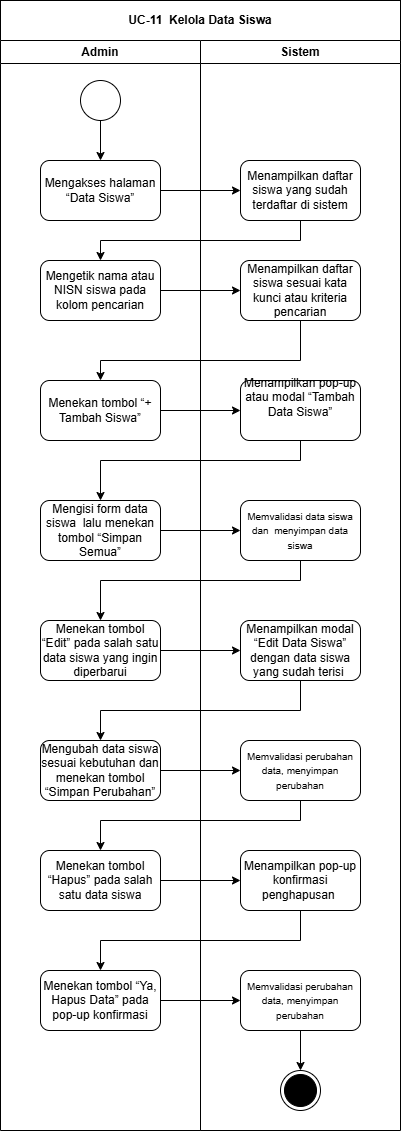 UC-11  Kelola Data Siswa
Admin
Sistem
Mengakses halaman
“Data Siswa”
Menampilkan daftar
siswa yang sudah
terdaftar di sistem
Mengetik nama atau
NISN siswa pada
kolom pencarian
Menampilkan daftar
siswa sesuai kata
kunci atau kriteria
pencarian
Menekan tombol “+
Tambah Siswa”
Menampilkan pop-up
atau modal “Tambah
Data Siswa”
Mengisi form data
siswa  lalu menekan
tombol “Simpan
Semua”
Memvalidasi data siswa
dan  menyimpan data
siswa
Menekan tombol
“Edit” pada salah satu
data siswa yang ingin
diperbarui
Menampilkan modal
“Edit Data Siswa”
dengan data siswa
yang sudah terisi
Mengubah data siswa
sesuai kebutuhan dan
menekan tombol
“Simpan Perubahan”
Memvalidasi perubahan
data, menyimpan
perubahan
Menekan tombol
“Hapus” pada salah
satu data siswa
Menampilkan pop-up
konfirmasi
penghapusan
Menekan tombol “Ya,
Hapus Data” pada
pop-up konfirmasi
Memvalidasi perubahan
data, menyimpan
perubahan